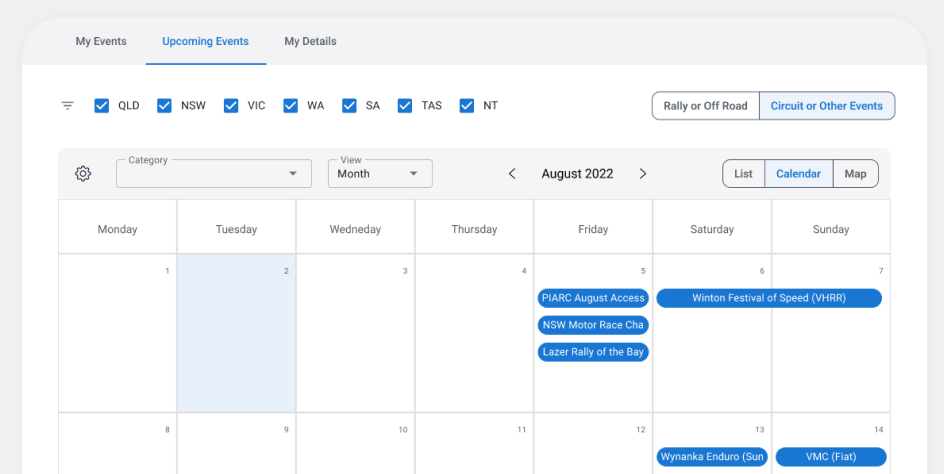 My Events Upcoming Events My Details
QLD NSW VIC WA SA TAS NT Rally or Off Road Circuit or Other Events
Category View
Month August 2022 List Calendar Map
Monday Tuesday Wedneday Thursday Friday Saturday Sunday
1 2 3 4 5 6 7
PIARC August Access Winton Festival of Speed (VHRR)
NSW Motor Race Cha
Lazer Rally of the Bay
8 9 10 11 12 13 14
Wynanka Enduro (Sun VMC (Fiat)